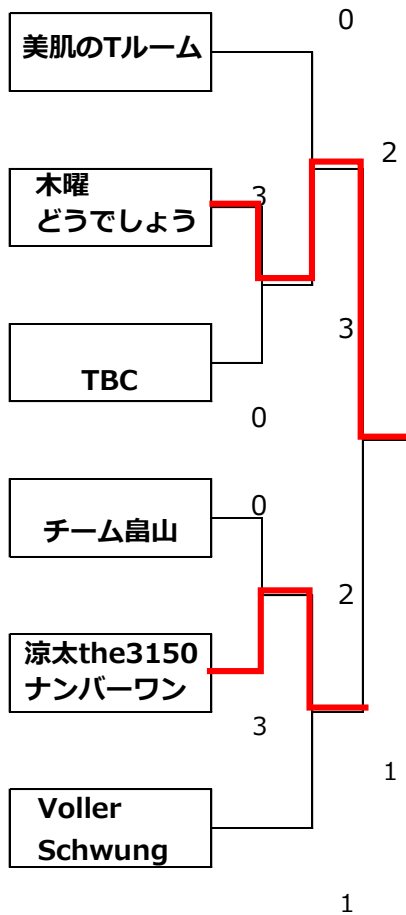 0
美肌のTルーム
2
木曜
どうでしょう
3
3
TBC
0
0
チーム畠山
2
涼太the3150
ナンバーワン
3
1
Voller
Schwung
1